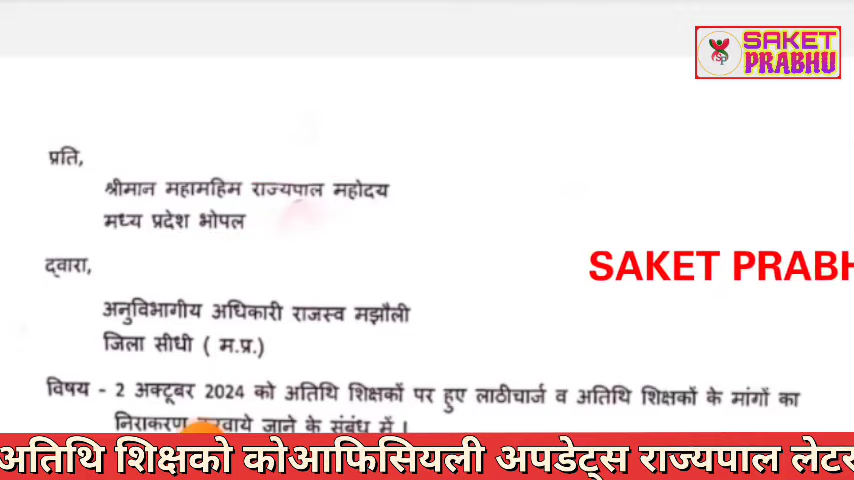 SAKET
PRABHU
प्रति,
श्रीमान महामहिम राज्यपाल महोदय
मध्य प्रदेश भोपल
SAKET PRABH
द्वारा,
अनुविभागीय अधिकारी राजस्व मझौली
जिला सीधी ( म.प्र.)
विषय - 2 अक्टूबर 2024 को अतिथि शिक्षकों पर हुए लाठीचार्ज व अतिथि शिक्षकों के मांगों का
निराकरण करवाये जाने के संबंध में।
अतिथि शिक्षको कोआफिसियली अपडेट्स राज्यपाल लेटर